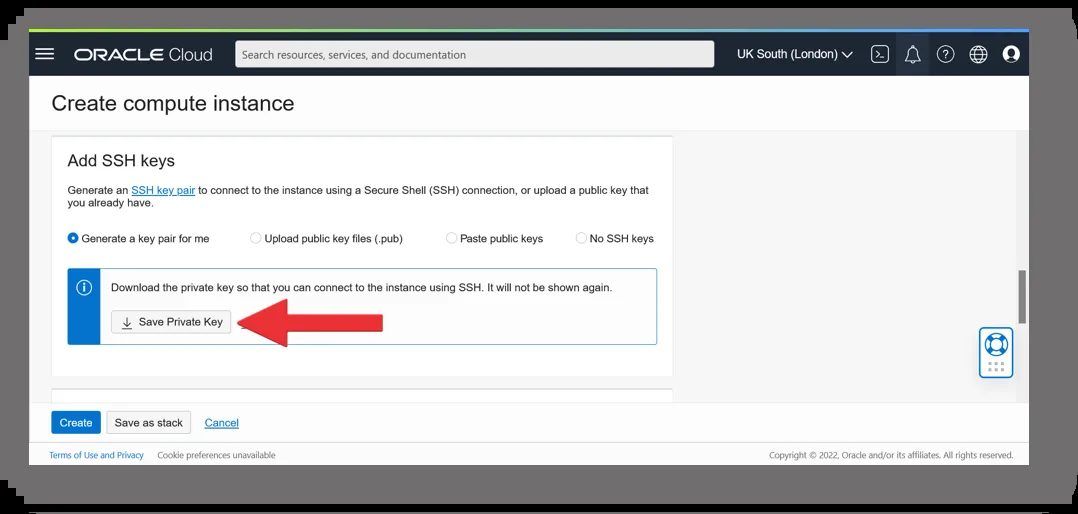 ORACLE Cloud
Search resources, services, and documentation
UK South (London)
Create compute instance
Add SSH keys
Generate an SSH key pair to connect to the instance using a Secure Shell (SSH) connection, or upload a public key that
you already have.
Generate a key pair for me
Upload public key files (.pub)
Paste public keys
No SSH keys
Download the private key so that you can connect to the instance using SSH. It will not be shown again.
Save Private Key
Create
Save as stack
Cancel
Terms of Use and Privacy
Cookie preferences unavailable
Copyright © 2022, Oracle and/or its affiliates. All rights reserved.